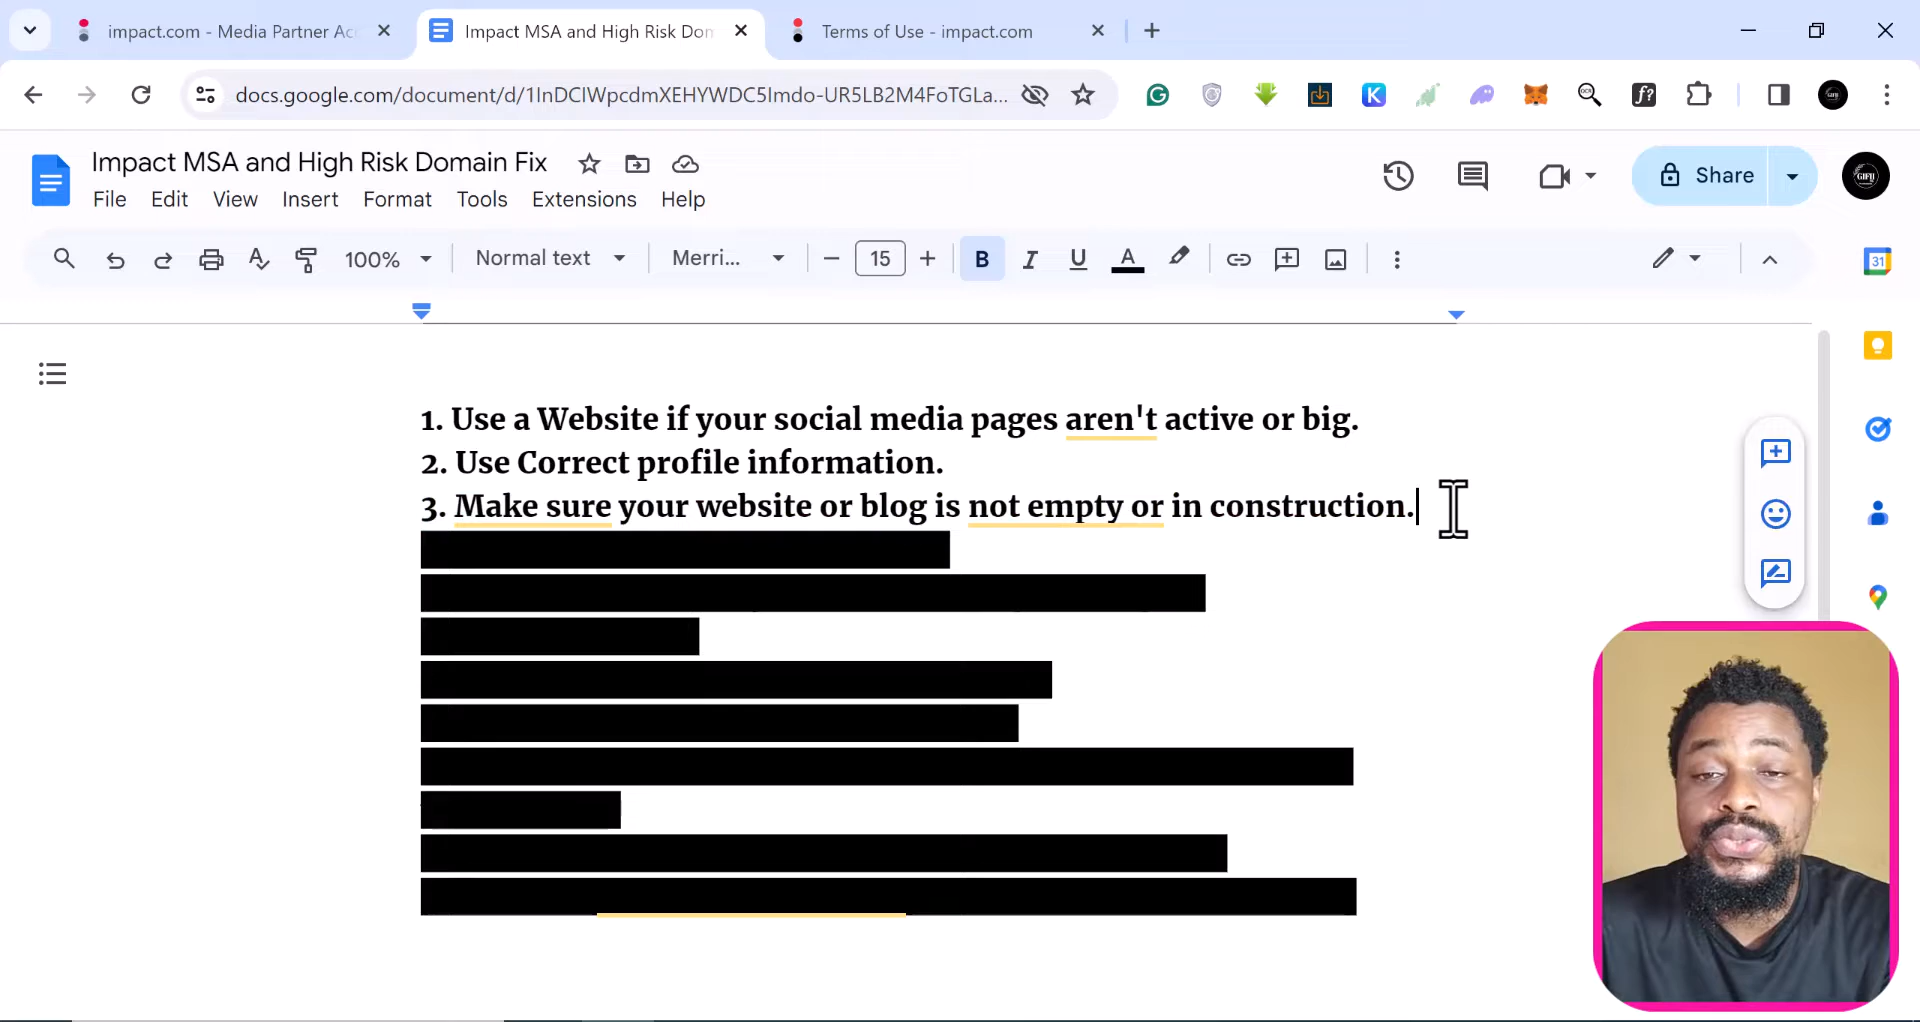 impact.com - Media Partner Acc
Impact MSA and High Risk Dom
Terms of Use - impact.com
docs.google.com/document/d/1InDCIWpcdmXEHYWDC5Imdo-UR5LB2M4FoTGLa...
Impact MSA and High Risk Domain Fix
Share
File Edit View Insert Format Tools Extensions Help
100% Normal text Merri... 15 B I U A
31
1. Use a Website if your social media pages aren't active or big.
2. Use Correct profile information.
3. Make sure your website or blog is not empty or in construction.